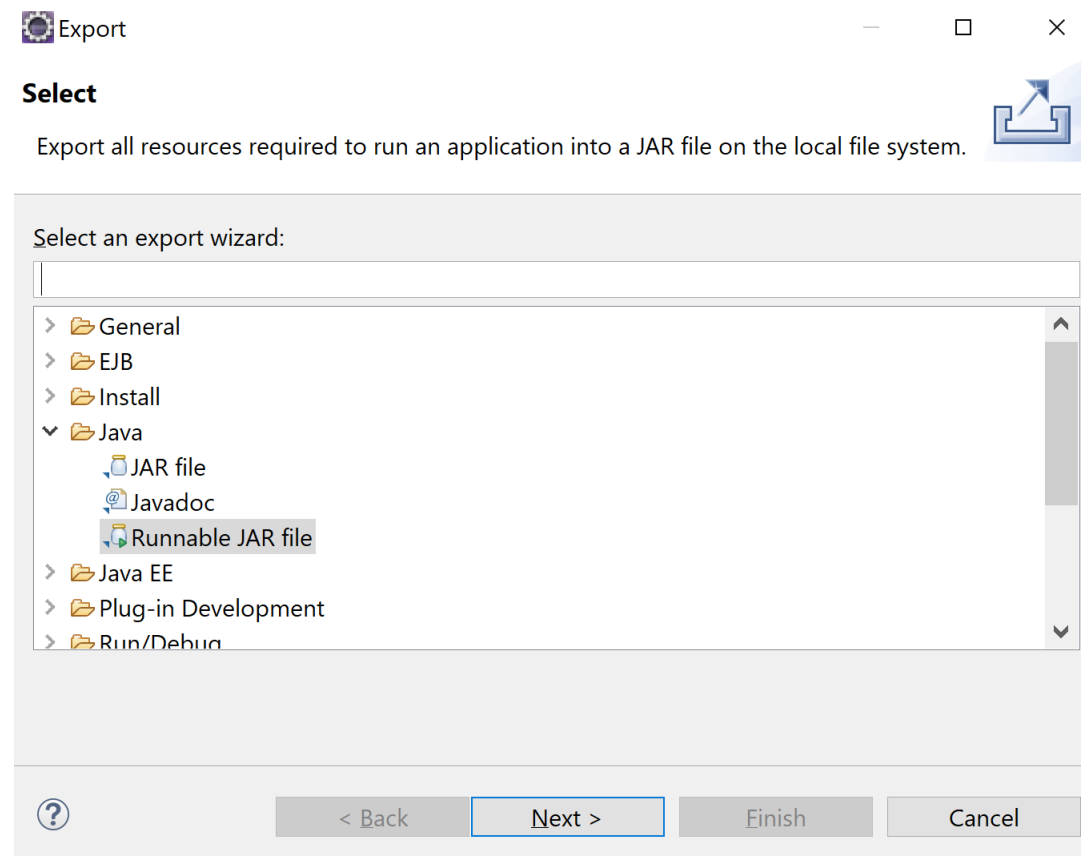 Export
Select
Export all resources required to run an application into a JAR file on the local file system.
Select an export wizard:
General
EJB
Install
Java
JAR file
Javadoc
Runnable JAR file
Java EE
Plug-in Development
Run/Debug
< Back
Next >
Finish
Cancel